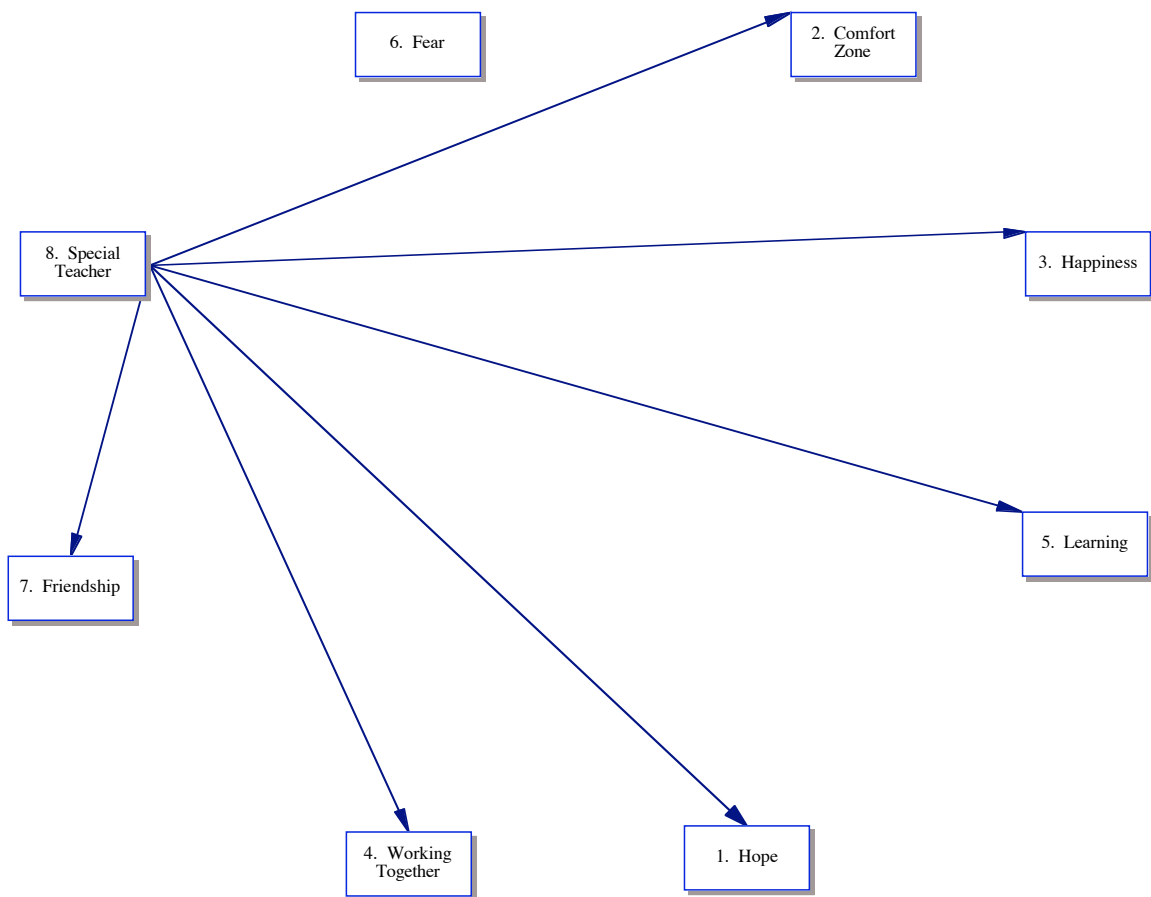 6. Fear
2. Comfort
Zone
8. Special
Teacher
3. Happiness
5. Learning
7. Friendship
4. Working
Together
1. Hope